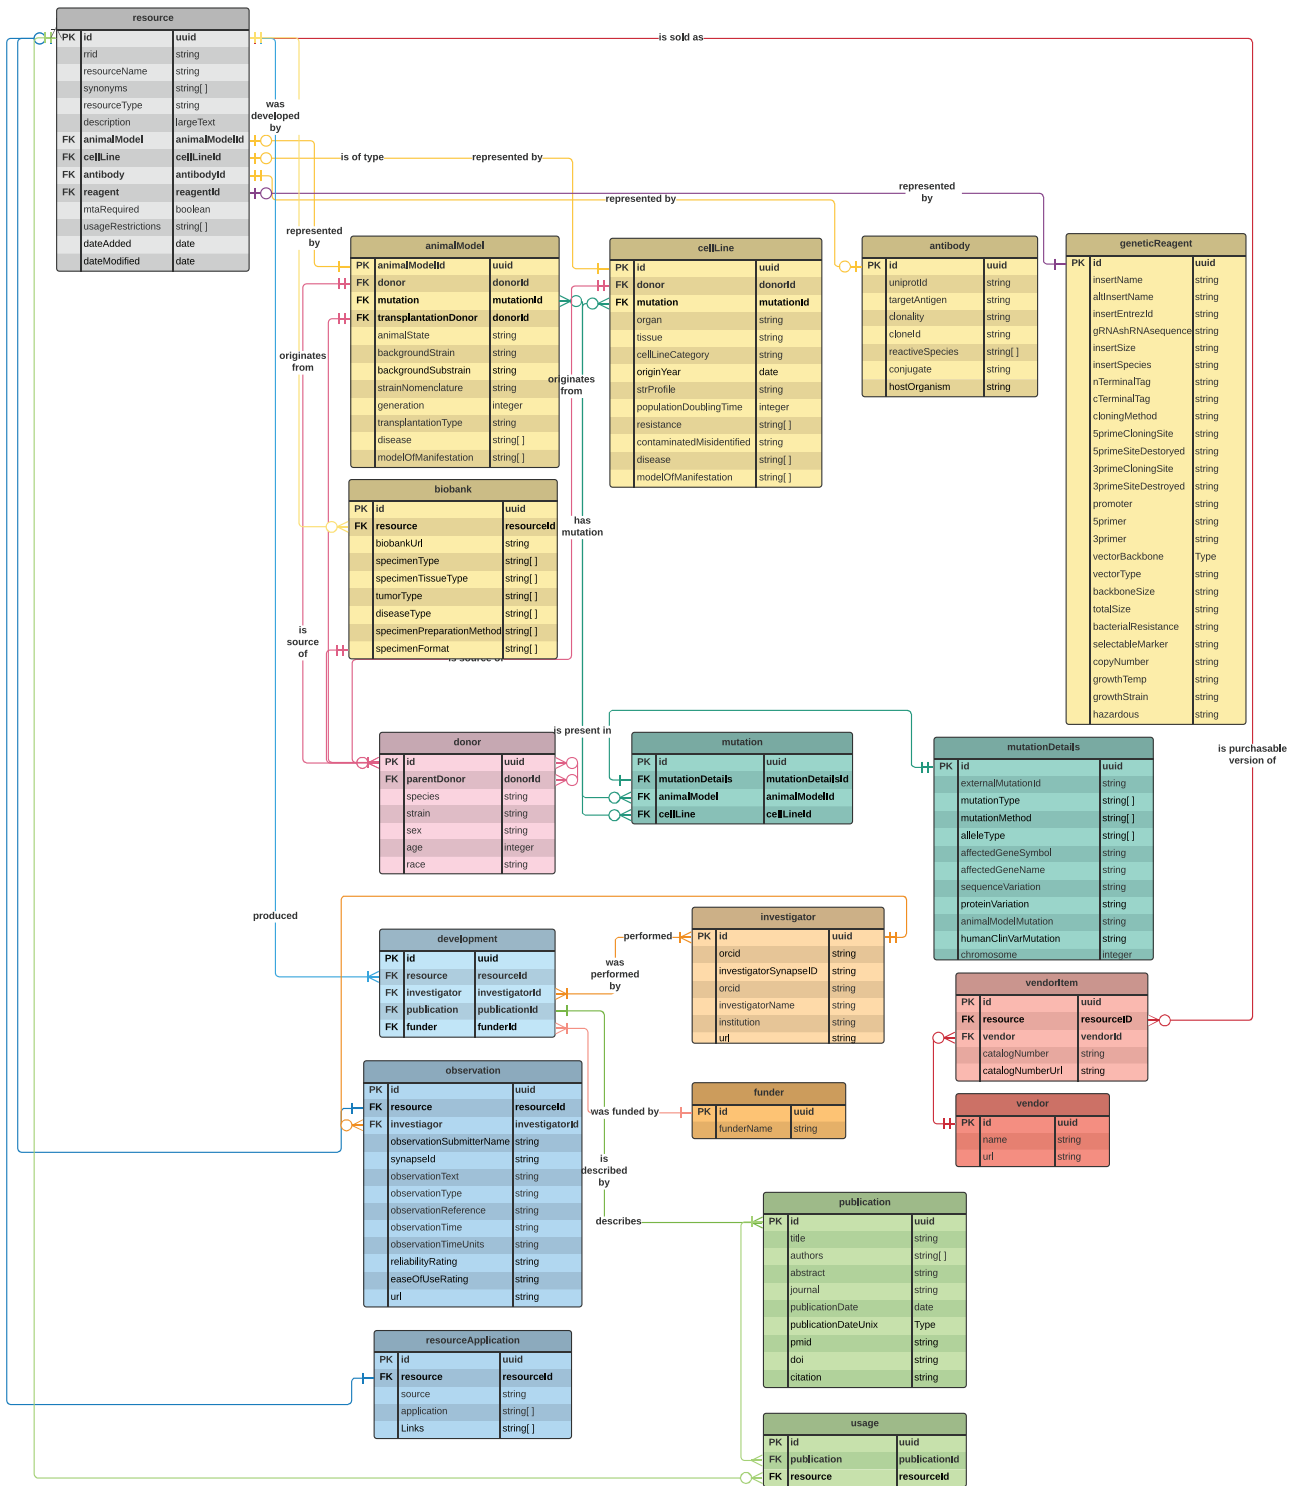 resource
PK id uuid
rrid string
resourceName string
synonyms string[ ]
resourceType string
description largeText
FK animalModel animalModelId
FK cellLine cellLineId
FK antibody antibodyId
FK reagent reagentId
mtaRequired boolean
usageRestrictions string[ ]
dateAdded date
dateModified date
is sold as
was
developed
by
is of type
represented by
represented by
represented
by
represented
by
animalModel
PK animalModelId uuid
FK donor donorId
FK mutation mutationId
FK transplantationDonor donorId
animalState string
backgroundStrain string
backgroundSubstrain string
strainNomenclature string
generation integer
transplantationType string
disease string[ ]
modelOfManifestation string[ ]
cellLine
PK id uuid
FK donor donorId
FK mutation mutationId
organ string
tissue string
cellLineCategory string
originYear date
strProfile string
populationDoublingTime integer
resistance string[ ]
contaminatedMisidentified string
disease string[ ]
modelOfManifestation string[ ]
antibody
PK id uuid
uniprotId string
targetAntigen string
clonality string
cloneId string
reactiveSpecies string[ ]
conjugate string
hostOrganism string
geneticReagent
PK id uuid
insertName string
altInsertName string
insertEntrezId string
gRNAshRNAsequence string
insertSize string
insertSpecies string
nTerminalTag string
cTerminalTag string
cloningMethod string
5primeCloningSite string
5primeSiteDestoryed string
3primeCloningSite string
3primeSiteDestroyed string
promoter string
5primer string
3primer string
vectorBackbone Type
vectorType string
backboneSize string
totalSize string
bacterialResistance string
selectableMarker string
copyNumber string
growthTemp string
growthStrain string
hazardous string
originates
from
originates
from
biobank
PK id uuid
FK resource resourceId
biobankUrl string
specimenType string[ ]
specimenTissueType string[ ]
tumorType string[ ]
diseaseType string[ ]
specimenPreparationMethod string[ ]
specimenFormat string[ ]
has
mutation
is
source
of
is source of
is present in
is purchasable
version of
donor
PK id uuid
FK parentDonor donorId
species string
strain string
sex string
age integer
race string
mutation
PK id uuid
FK mutationDetails mutationDetailsId
FK animalModel animalModelId
FK cellLine cellLineId
mutationDetails
PK id uuid
externalMutationId string
mutationType string[ ]
mutationMethod string[ ]
alleleType string[ ]
affectedGeneSymbol string
affectedGeneName string
sequenceVariation string
proteinVariation string
animalModelMutation string
humanClinVarMutation string
chromosome integer
produced
development
PK id uuid
FK resource resourceId
FK investigator investigatorId
FK publication publicationId
FK funder funderId
performed
was
performed
by
investigator
PK id uuid
orcid string
investigatorSynapseID string
orcid string
investigatorName string
institution string
url string
vendorItem
PK id uuid
FK resource resourceID
FK vendor vendorId
catalogNumber string
catalogNumberUrl string
observation
PK id uuid
FK resource resourceId
FK investiagor investigatorId
observationSubmitterName string
synapseId string
observationText string
observationType string
observationReference string
observationTime string
observationTimeUnits string
reliabilityRating string
easeOfUseRating string
url string
was funded by
funder
PK id uuid
funderName string
vendor
PK id uuid
name string
url string
is
described
by
describes
publication
PK id uuid
title string
authors string[ ]
abstract string
journal string
publicationDate date
publicationDateUnix Type
pmid string
doi string
citation string
resourceApplication
PK id uuid
FK resource resourceId
source string
application string[ ]
Links string[ ]
usage
PK id uuid
FK publication publicationId
FK resource resourceId